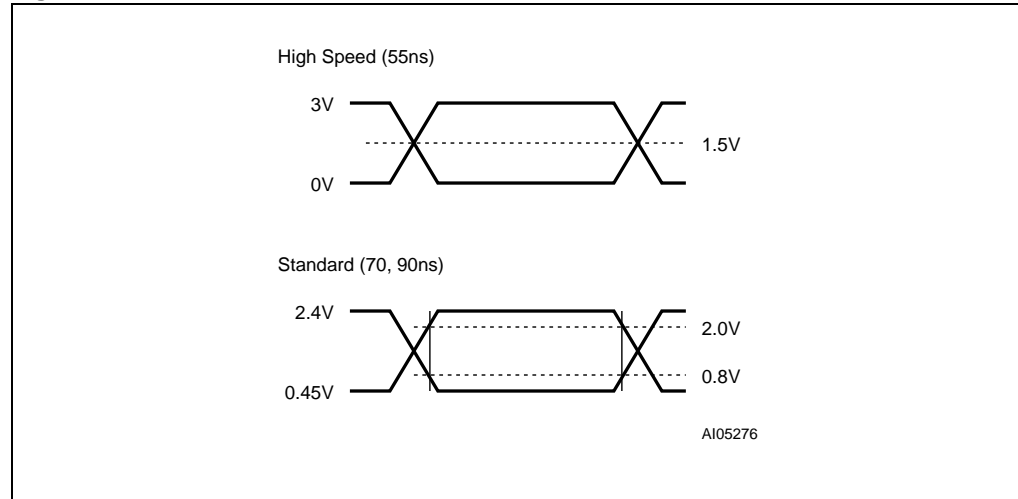 High Speed (55ns)
3V
1.5V
0V
Standard (70, 90ns)
2.4V
2.0V
0.8V
0.45V
AI05276